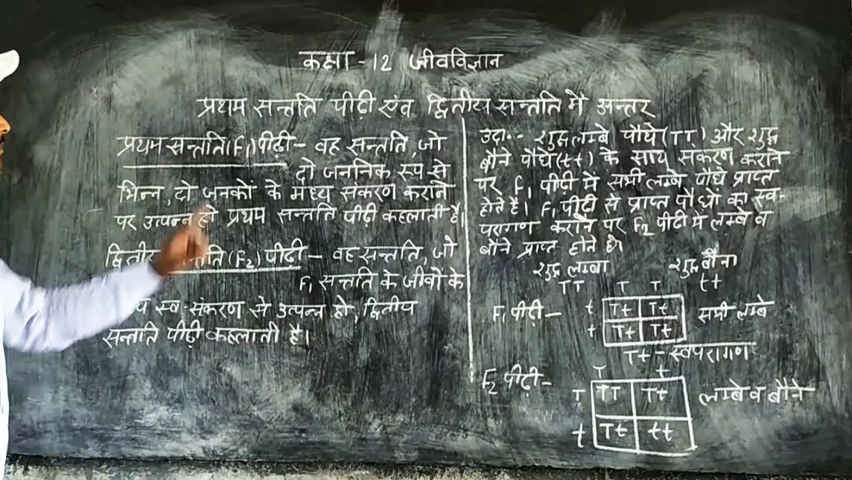 कक्षा - 12 जीवविज्ञान
प्रथम सन्तति पीढ़ी एंव द्वितीय सन्तति में अन्तर
प्रथम सन्तति (F₁) पीढ़ी - वह सन्तति, जो
दो जननिक रूप से
भिन्न, दो जनकों के मध्य संकरण कराने
पर उत्पन्न हो प्रथम सन्तति पीढ़ी कहलाती है।
(F₂) पीढ़ी - वह सन्तति, जो
F₁ सन्तति के जीवों के
स्व-संकरण से उत्पन्न हो, द्वितीय
सन्तति पीढ़ी कहलाती है।
उदा०- शुद्ध लम्बे पौधे (TT) और शुद्ध
बौने पौधे (tt) के साथ संकरण कराने
पर F₁ पीढ़ी में सभी लम्बे पौधे प्राप्त
होते है। F₁ पीढ़ी से प्राप्त पौधो का स्व-
परागण कराने पर F₂ पीढ़ी में लम्बे व
बौने प्राप्त होते है।
शुद्ध लम्बा शुद्ध बौना
TT T T tt
F₁ पीढ़ी - t Tt Tt सभी लम्बे
t Tt Tt
Tt - स्वपरागण
T t
F₂ पीढ़ी - T TT Tt लम्बे व बौने
t Tt tt